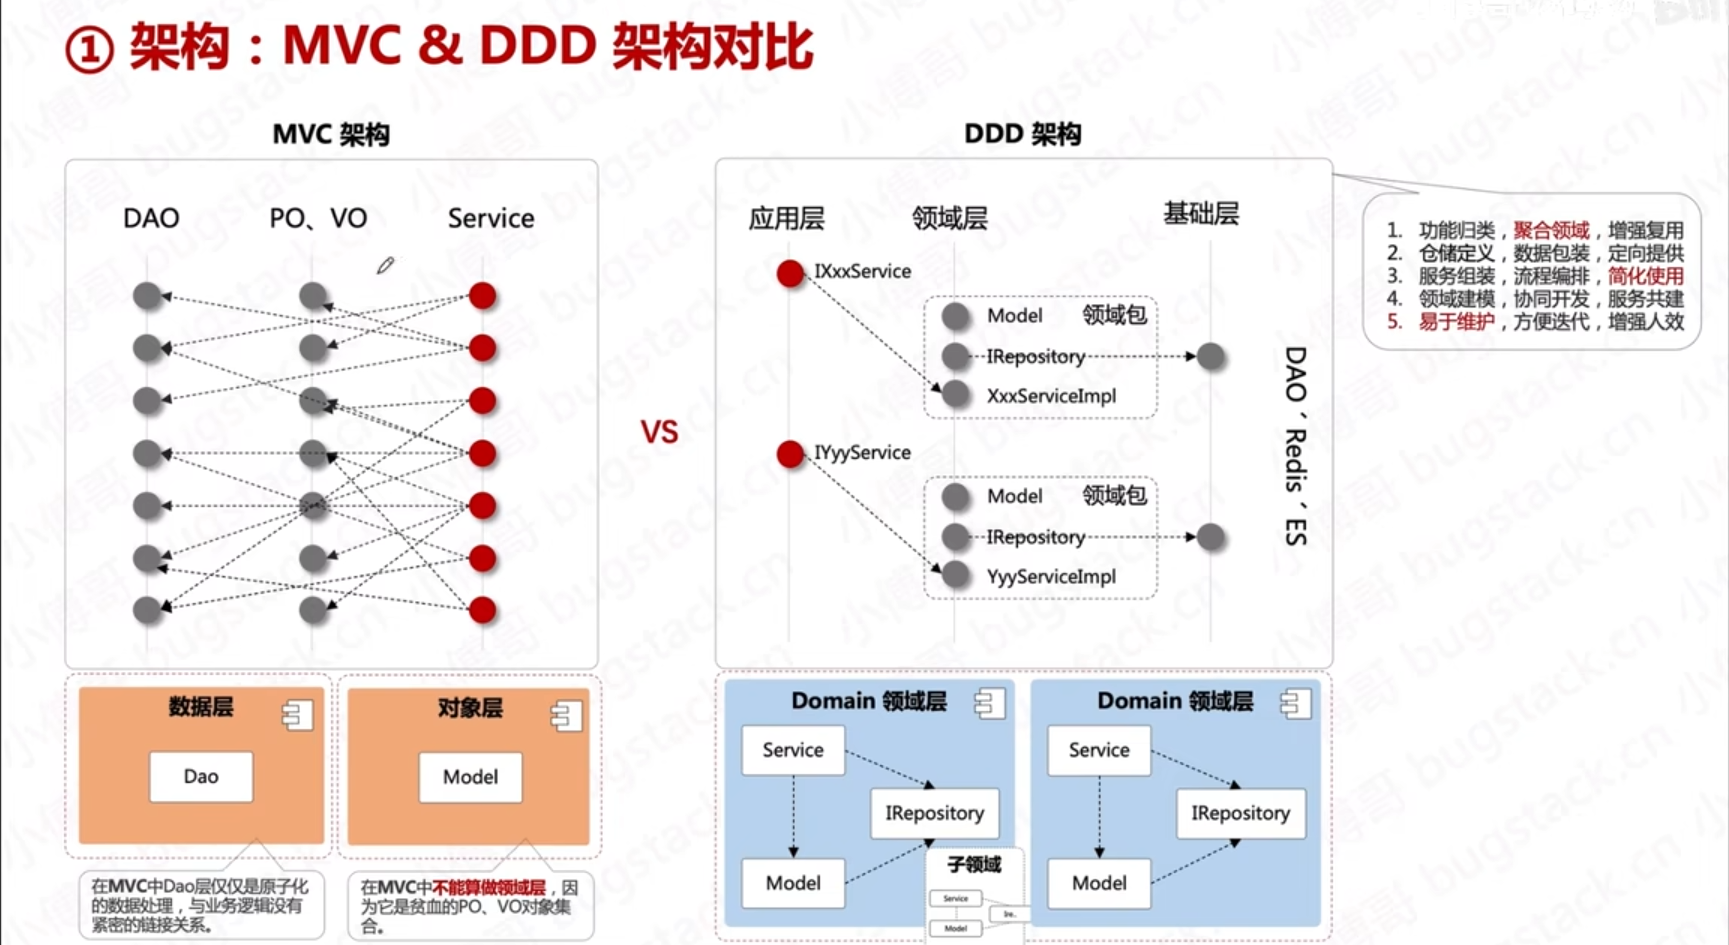 ① 架构：MVC & DDD 架构对比
MVC 架构
DAO
PO、VO
Service
VS
DDD 架构
应用层
领域层
基础层
IXxxService
Model
领域包
IRepository
XxxServiceImpl
IYyyService
Model
领域包
IRepository
YyyServiceImpl
DAO、Redis、ES
1. 功能归类，聚合领域，增强复用
2. 仓储定义，数据包装，定向提供
3. 服务组装，流程编排，简化使用
4. 领域建模，协同开发，服务共建
5. 易于维护，方便迭代，增强人效
数据层
Dao
在MVC中Dao层仅仅是原子化
的数据处理，与业务逻辑没有
紧密的链接关系。
对象层
Model
在MVC中不能算做领域层，因
为它是贫血的PO、VO对象集
合。
Domain 领域层
Service
IRepository
Model
子领域
Service
Ire..
Model
Domain 领域层
Service
IRepository
Model
小傅哥 bugstack.cn